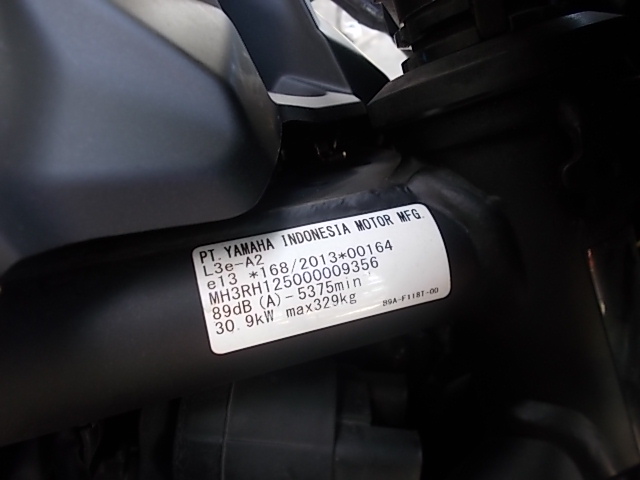 PT. YAMAHA INDONESIA MOTOR MFG.
L3e-A2
e13 *168/2013*00164
MH3RH125000009356
89dB (A)-5375min⁻
30.9kW max329kg
B9A-F118T-00